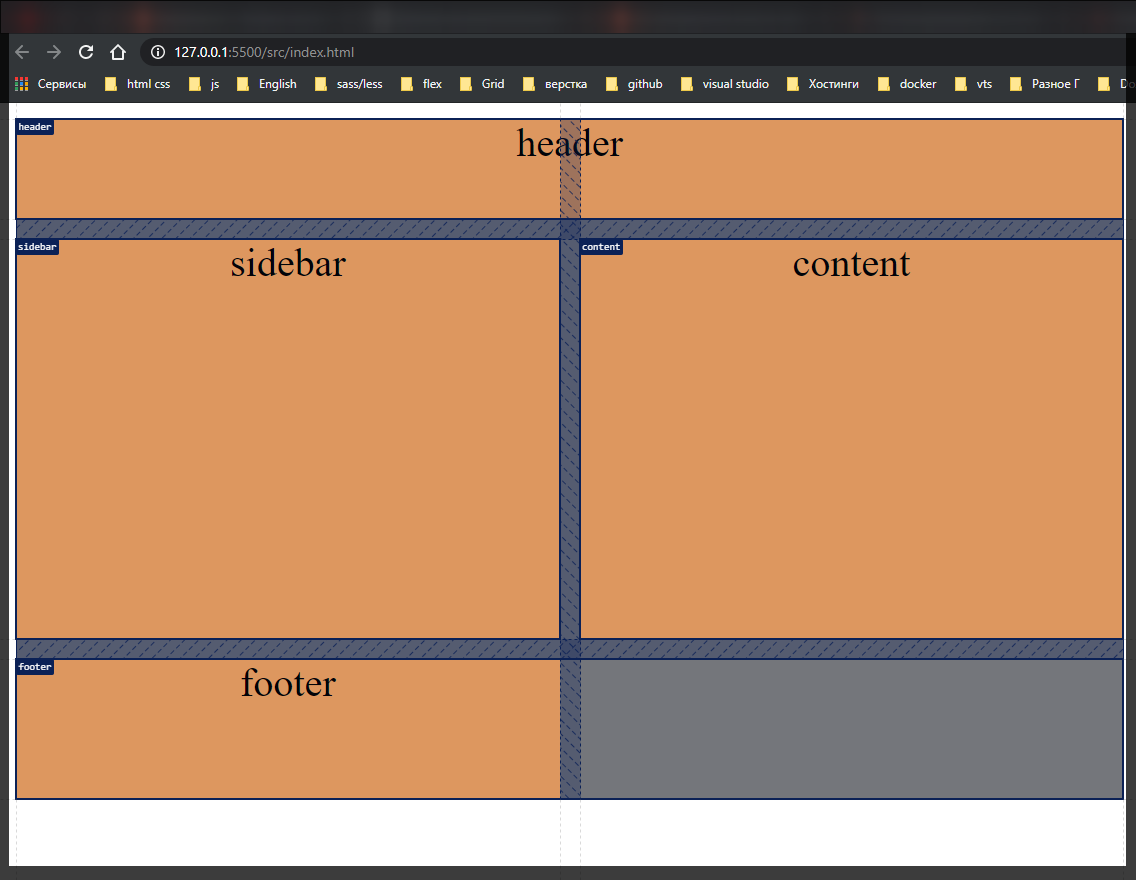 127.0.0.1:5500/src/index.html
Сервисы html css js English sass/less flex Grid верстка github visual studio Хостинги docker vts Разное Г
header
header
sidebar
sidebar
content
content
footer
footer